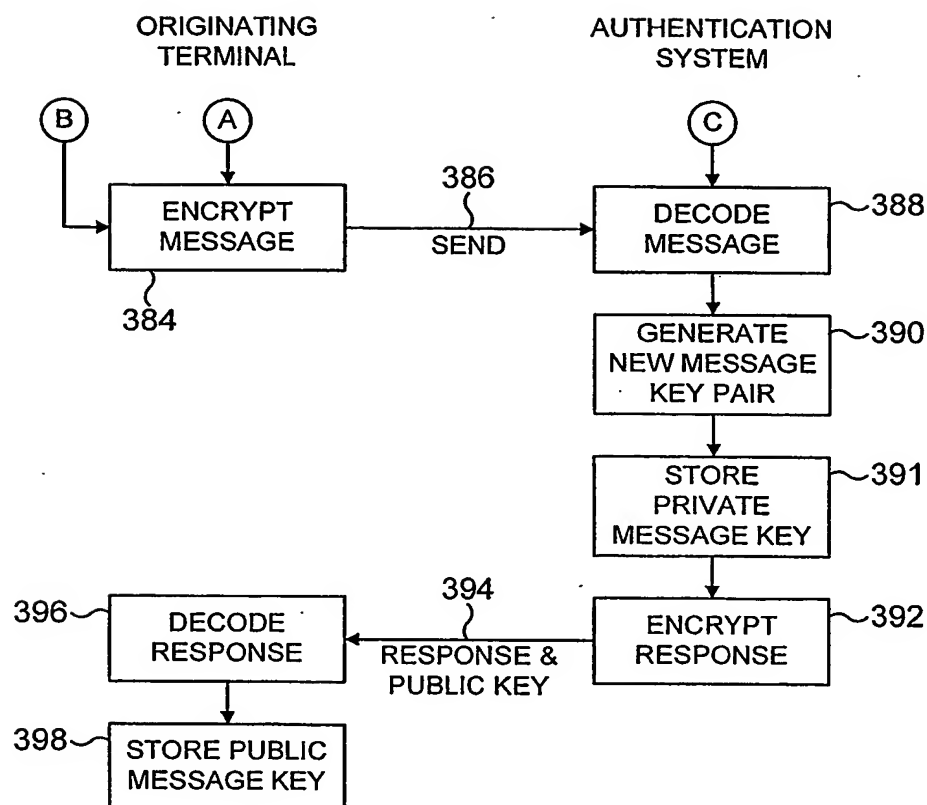 ORIGINATING
TERMINAL
AUTHENTICATION
SYSTEM
B
A
C
ENCRYPT
MESSAGE
384
386
SEND
DECODE
MESSAGE
388
GENERATE
NEW MESSAGE
KEY PAIR
390
STORE
PRIVATE
MESSAGE KEY
391
ENCRYPT
RESPONSE
392
394
RESPONSE &
PUBLIC KEY
396
DECODE
RESPONSE
398
STORE PUBLIC
MESSAGE KEY